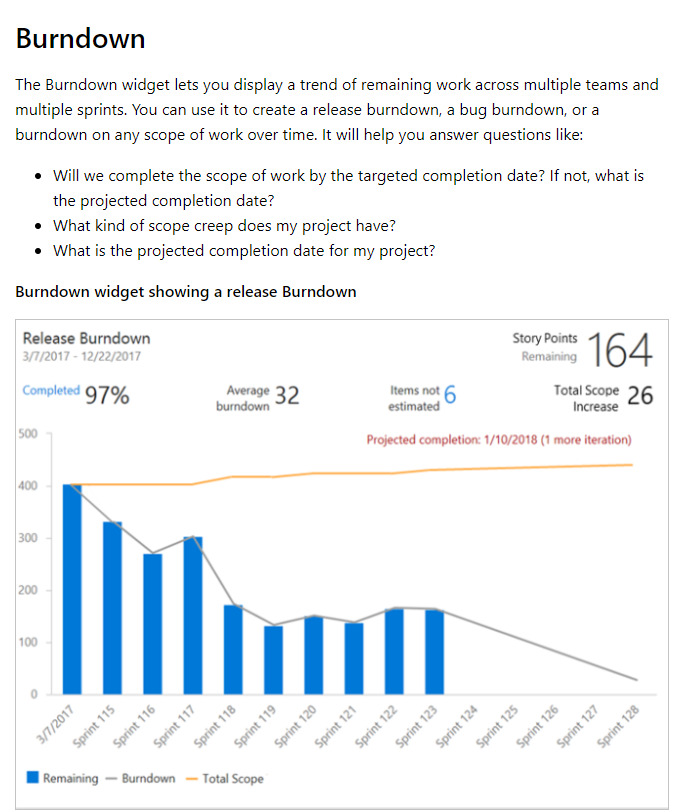 Burndown
The Burndown widget lets you display a trend of remaining work across multiple teams and
multiple sprints. You can use it to create a release burndown, a bug burndown, or a
burndown on any scope of work over time. It will help you answer questions like:
• Will we complete the scope of work by the targeted completion date? If not, what is
the projected completion date?
• What kind of scope creep does my project have?
• What is the projected completion date for my project?
Burndown widget showing a release Burndown
Release Burndown
3/7/2017 - 12/22/2017
Story Points
Remaining
164
Completed 97%
Average
burndown
32
Items not
estimated
6
Total Scope
Increase
26
Projected completion: 1/10/2018 (1 more iteration)
500
400
300
200
100
0
3/7/2017
Sprint 115
Sprint 116
Sprint 117
Sprint 118
Sprint 119
Sprint 120
Sprint 121
Sprint 122
Sprint 123
Sprint 124
Sprint 125
Sprint 126
Sprint 127
Sprint 128
Remaining
Burndown
Total Scope